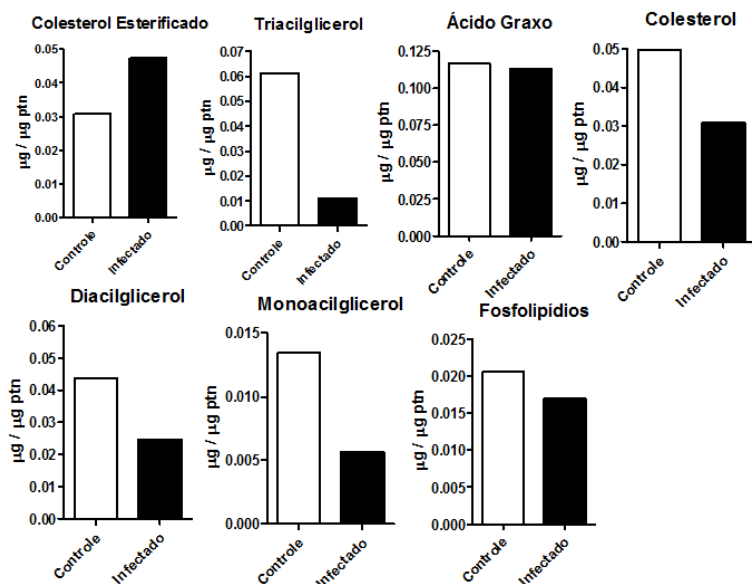 Colesterol Esterificado
µg / µg ptn
0.05
0.04
0.03
0.02
0.01
0.00
Controle
Infectado
Triacilglicerol
µg / µg ptn
0.07
0.06
0.05
0.04
0.03
0.02
0.01
0.00
Controle
Infectado
Ácido Graxo
µg / µg ptn
0.125
0.100
0.075
0.050
0.025
0.000
Controle
Infectado
Colesterol
µg / µg ptn
0.05
0.04
0.03
0.02
0.01
0.00
Controle
Infectado
Diacilglicerol
µg / µg ptn
0.06
0.05
0.04
0.03
0.02
0.01
0.00
Controle
Infectado
Monoacilglicerol
µg / µg ptn
0.015
0.010
0.005
0.000
Controle
Infectado
Fosfolipídios
µg / µg ptn
0.025
0.020
0.015
0.010
0.005
0.000
Controle
Infectado